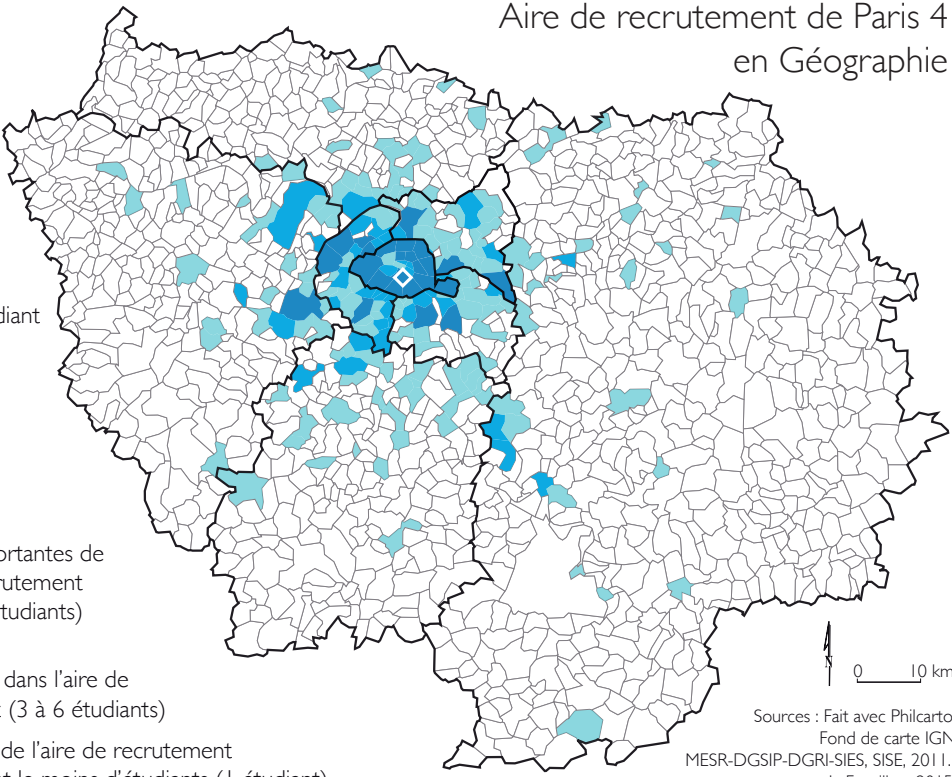 Aire de recrutement de Paris 4
en Géographie
diant
ortantes de
rutement
tudiants)
dans l'aire de
(3 à 6 étudiants)
de l'aire de recrutement
N
0 10 km
Sources : Fait avec Philcarto
Fond de carte IGN
MESR-DGSIP-DGRI-SIES, SISE, 2011